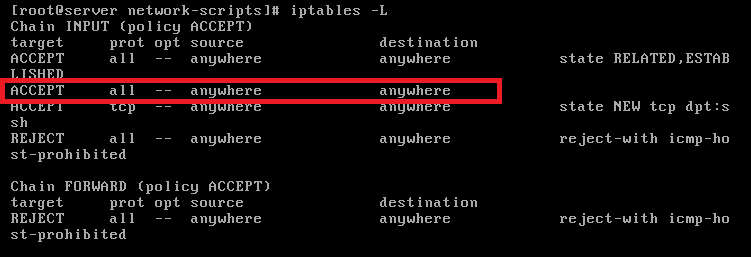 [root@server network-scripts]# iptables -L
Chain INPUT (policy ACCEPT)
target     prot opt source               destination
ACCEPT     all  --  anywhere             anywhere            state RELATED,ESTAB
LISHED
ACCEPT     all  --  anywhere             anywhere
ACCEPT     tcp  --  anywhere             anywhere            state NEW tcp dpt:s
sh
REJECT     all  --  anywhere             anywhere            reject-with icmp-ho
st-prohibited
Chain FORWARD (policy ACCEPT)
target     prot opt source               destination
REJECT     all  --  anywhere             anywhere            reject-with icmp-ho
st-prohibited